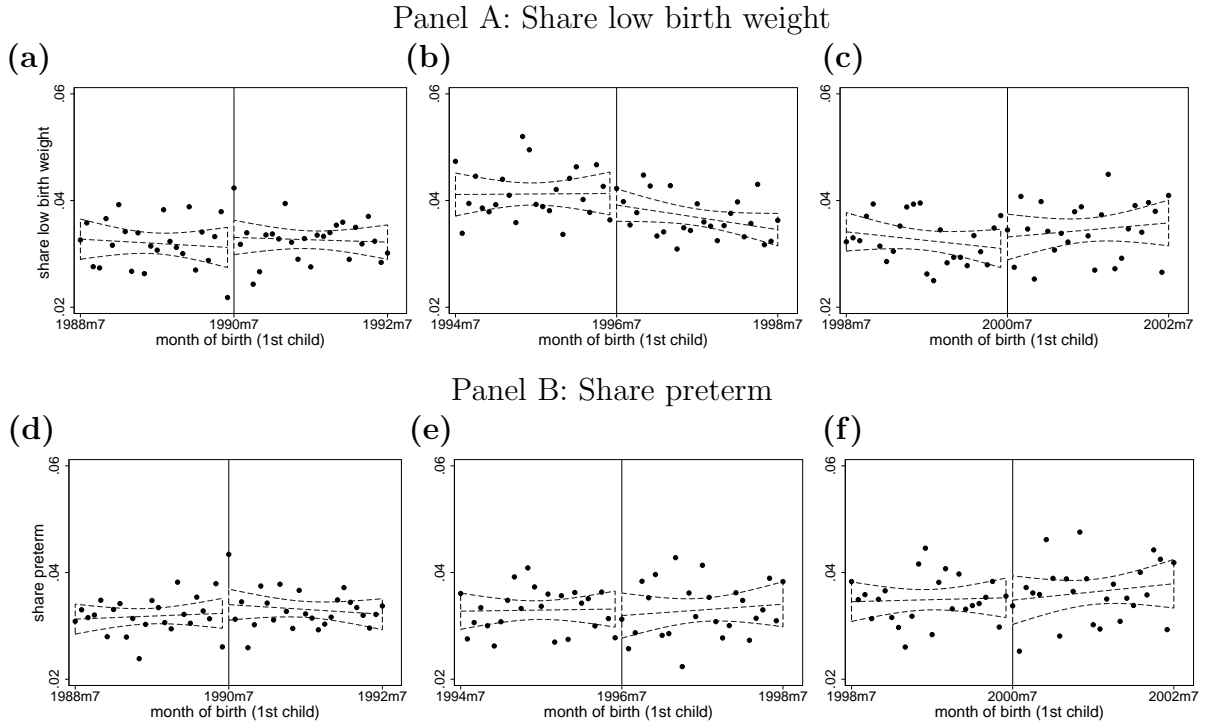 Panel A: Share low birth weight
(a)
(b)
(c)
share low birth weight
.02 .04 .06
1988m7 1990m7 1992m7
month of birth (1st child)
.02 .04 .06
1994m7 1996m7 1998m7
month of birth (1st child)
.02 .04 .06
1998m7 2000m7 2002m7
month of birth (1st child)
Panel B: Share preterm
(d)
(e)
(f)
share preterm
.02 .04 .06
1988m7 1990m7 1992m7
month of birth (1st child)
.02 .04 .06
1994m7 1996m7 1998m7
month of birth (1st child)
.02 .04 .06
1998m7 2000m7 2002m7
month of birth (1st child)